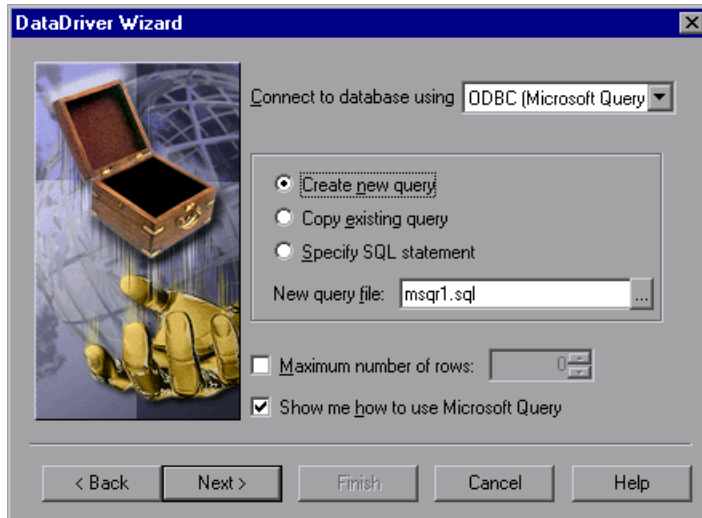 DataDriver Wizard
Connect to database using ODBC (Microsoft Query
Create new query
Copy existing query
Specify SQL statement
New query file: msqr1.sql ...
Maximum number of rows: 0
Show me how to use Microsoft Query
< Back Next > Finish Cancel Help